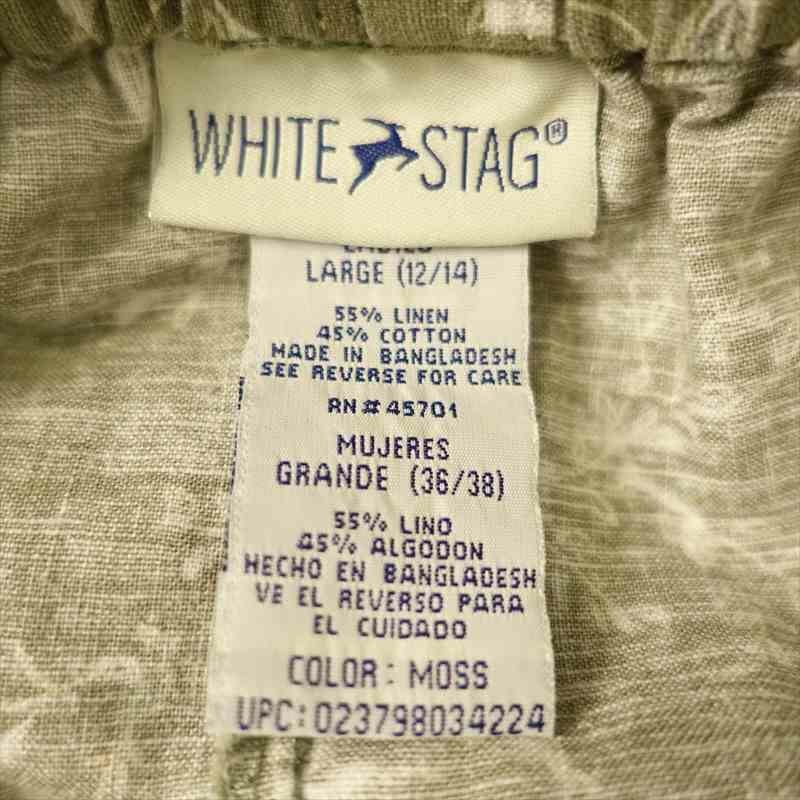 WHITE STAG®
LARGE (12/14)
55% LINEN
45% COTTON
MADE IN BANGLADESH
SEE REVERSE FOR CARE
RN# 45701
MUJERES
GRANDE (36/38)
55% LINO
45% ALGODON
HECHO EN BANGLADESH
VE EL REVERSO PARA
EL CUIDADO
COLOR: MOSS
UPC: 023798034224